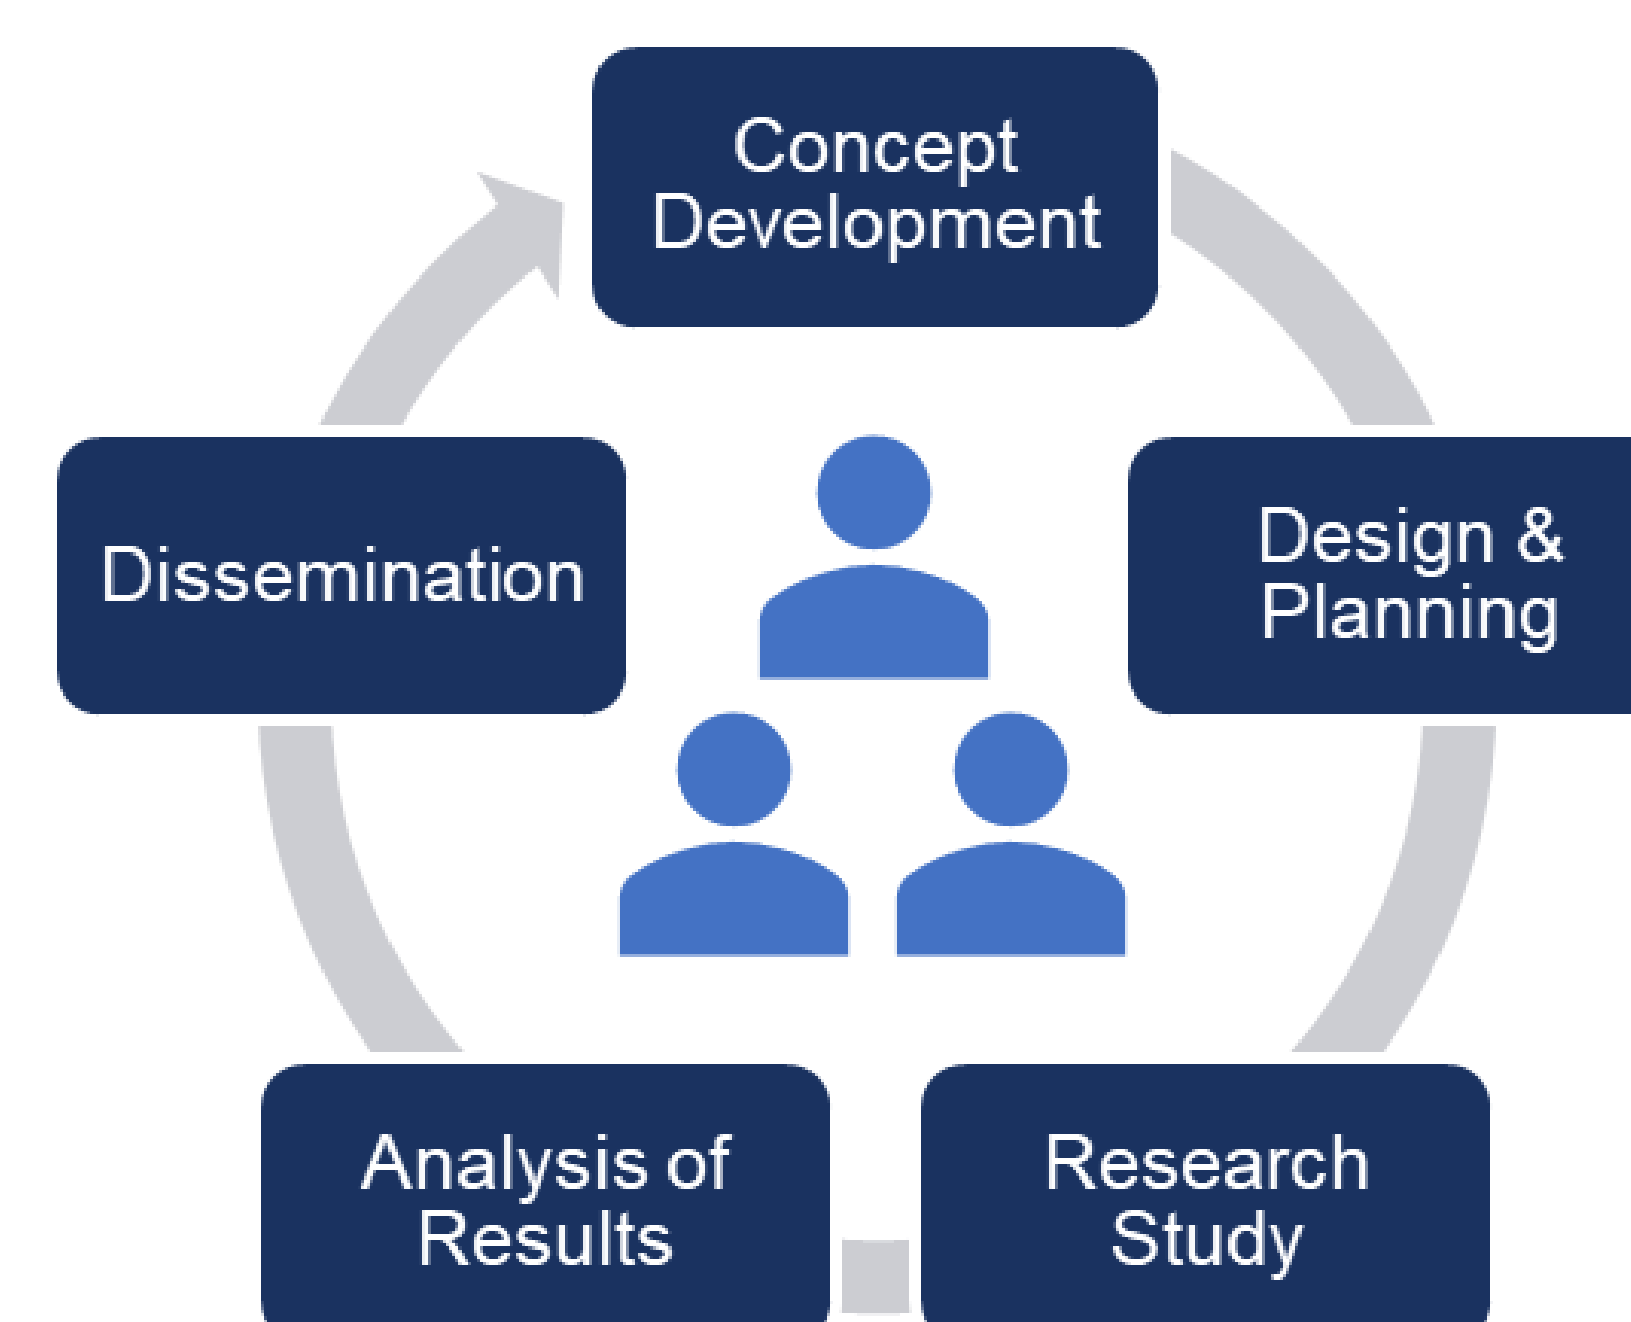 Concept
Development
Design &
Planning
Research
Study
Analysis of
Results
Dissemination